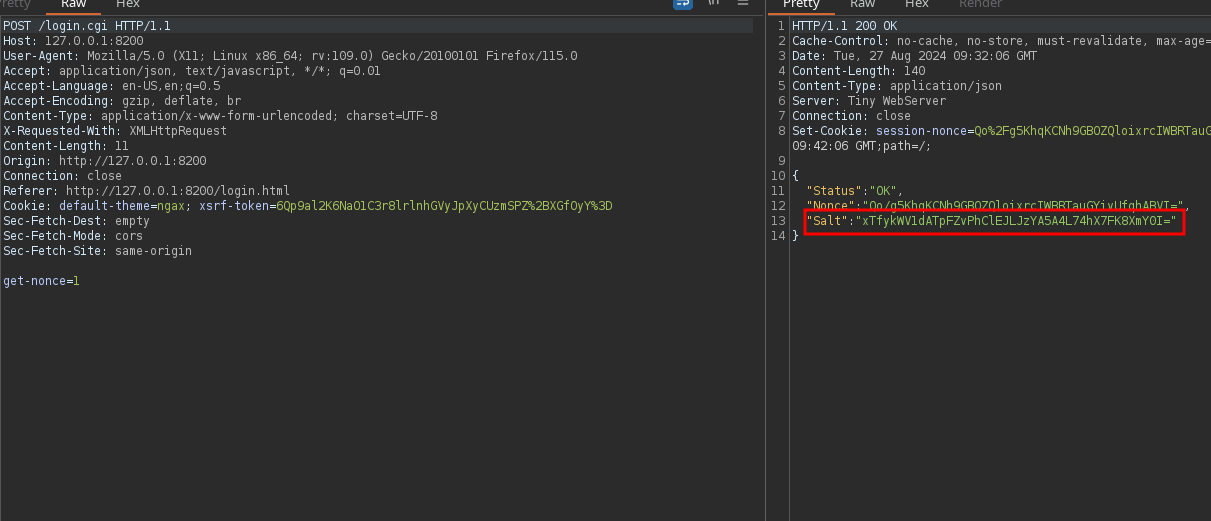 Raw
Hex
POST /login.cgi HTTP/1.1
Host: 127.0.0.1:8200
User-Agent: Mozilla/5.0 (X11; Linux x86_64; rv:109.0) Gecko/20100101 Firefox/115.0
Accept: application/json, text/javascript, */*; q=0.01
Accept-Language: en-US,en;q=0.5
Accept-Encoding: gzip, deflate, br
Content-Type: application/x-www-form-urlencoded; charset=UTF-8
X-Requested-With: XMLHttpRequest
Content-Length: 11
Origin: http://127.0.0.1:8200
Connection: close
Referer: http://127.0.0.1:8200/login.html
Cookie: default-theme=ngax; xsrf-token=
Sec-Fetch-Dest: empty
Sec-Fetch-Mode: cors
Sec-Fetch-Site: same-origin
get-nonce=1
Pretty
Raw
Hex
Render
1 HTTP/1.1 200 OK
2 Cache-Control: no-cache, no-store, must-revalidate, max-age=
3 Date: Tue, 27 Aug 2024 09:32:06 GMT
4 Content-Length: 140
5 Content-Type: application/json
6 Server: Tiny WebServer
7 Connection: close
8 Set-Cookie: session-nonce=
09:42:06 GMT;path=/;
9
10 {
11 "Status":"OK",
12 "Nonce":
13 "Salt":
14 }